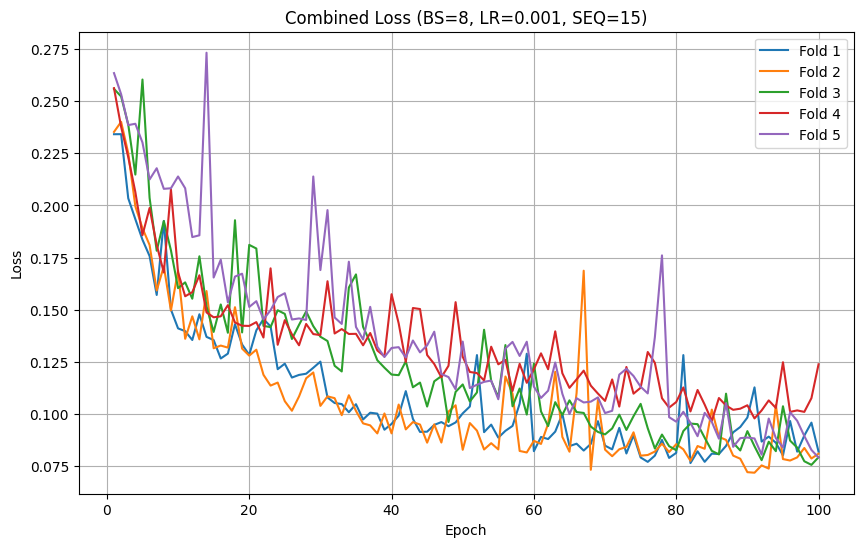 Combined Loss (BS=8, LR=0.001, SEQ=15)
Fold 1
Fold 2
Fold 3
Fold 4
Fold 5
0.275
0.250
0.225
0.200
0.175
0.150
0.125
0.100
0.075
Loss
0
20
40
60
80
100
Epoch